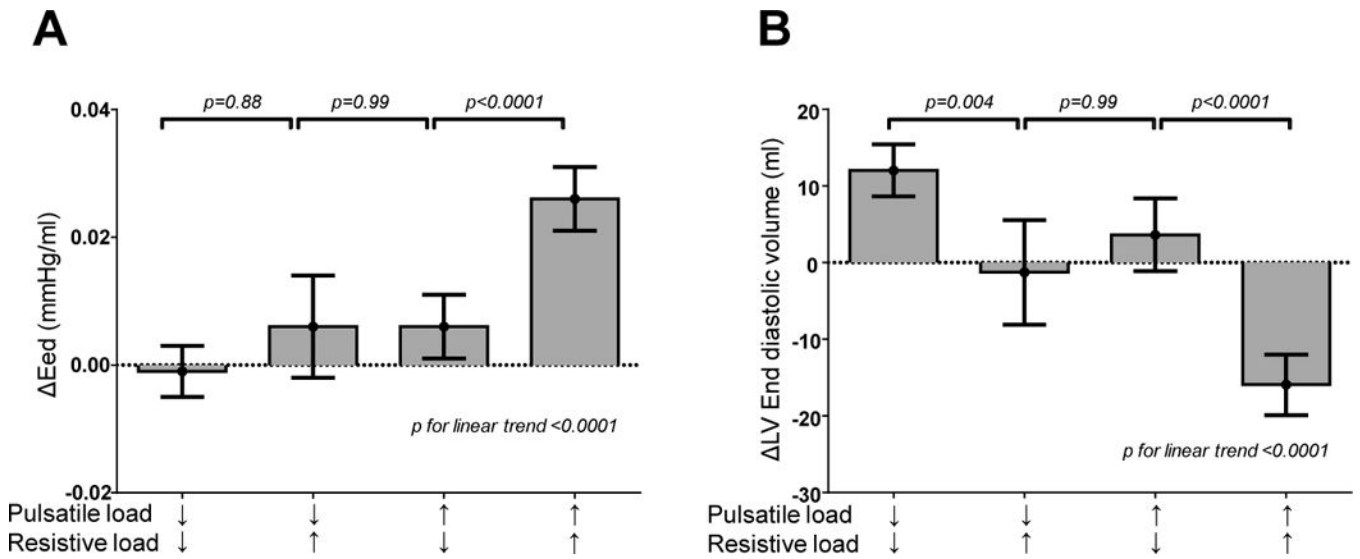 A
B
p=0.88 p=0.99 p<0.0001
p=0.004 p=0.99 p<0.0001
0.04
0.02
0.00
-0.02
ΔEed (mmHg/ml)
p for linear trend <0.0001
20
10
0
-10
-20
-30
ΔLV End diastolic volume (ml)
p for linear trend <0.0001
Pulsatile load ↓ ↓ ↑ ↑
Resistive load ↓ ↑ ↓ ↑
Pulsatile load ↓ ↓ ↑ ↑
Resistive load ↓ ↑ ↓ ↑